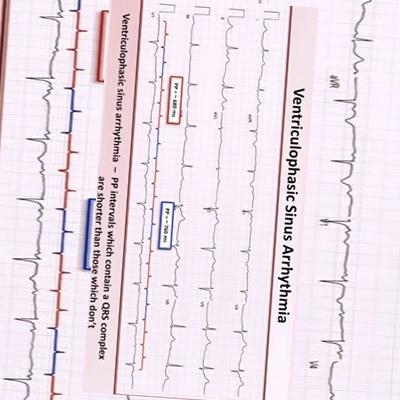 Ventriculophasic Sinus Arrhythmia
aVR
V4
PP = ~ 680 ms
PP = ~ 760 ms
Ventriculophasic sinus arrhythmia – PP intervals which contain a QRS complex
are shorter than those which don't